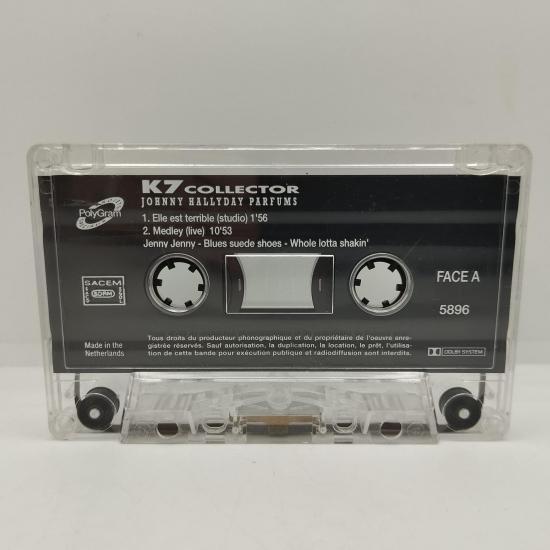 K7 COLLECTOR
JOHNNY HALLYDAY PARFUMS
PolyGram
1. Elle est terrible (studio) 1'56
2. Medley (live) 10'53
Jenny Jenny - Blues suede shoes - Whole lotta shakin'
SACEM
SDRM
FACE A
5896
Made in the
Netherlands
Tous droits du producteur phonographique et du propriétaire de l'oeuvre enre-
gistrée réservés. Sauf autorisation, la duplication, la location, le prêt, l'utilisa-
tion de cette bande pour exécution publique et radiodiffusion sont interdits.
DOLBY SYSTEM